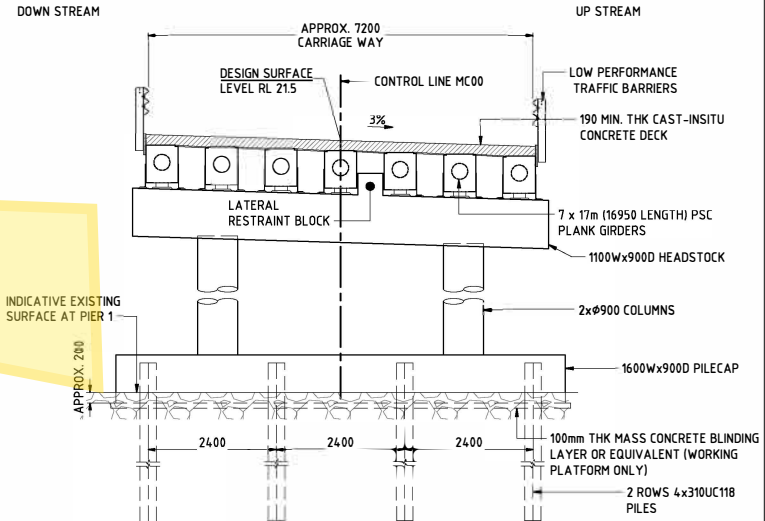 DOWN STREAM
UP STREAM
APPROX. 7200
CARRIAGE WAY
DESIGN SURFACE
LEVEL RL 21.5
CONTROL LINE MC00
LOW PERFORMANCE
TRAFFIC BARRIERS
3%
190 MIN. THK CAST-INSITU
CONCRETE DECK
LATERAL
RESTRAINT BLOCK
7 x 17m (16950 LENGTH) PSC
PLANK GIRDERS
1100Wx900D HEADSTOCK
INDICATIVE EXISTING
SURFACE AT PIER 1
2xØ900 COLUMNS
APPROX. 200
1600Wx900D PILECAP
2400
2400
2400
100mm THK MASS CONCRETE BLINDING
LAYER OR EQUIVALENT (WORKING
PLATFORM ONLY)
2 ROWS 4x310UC118
PILES